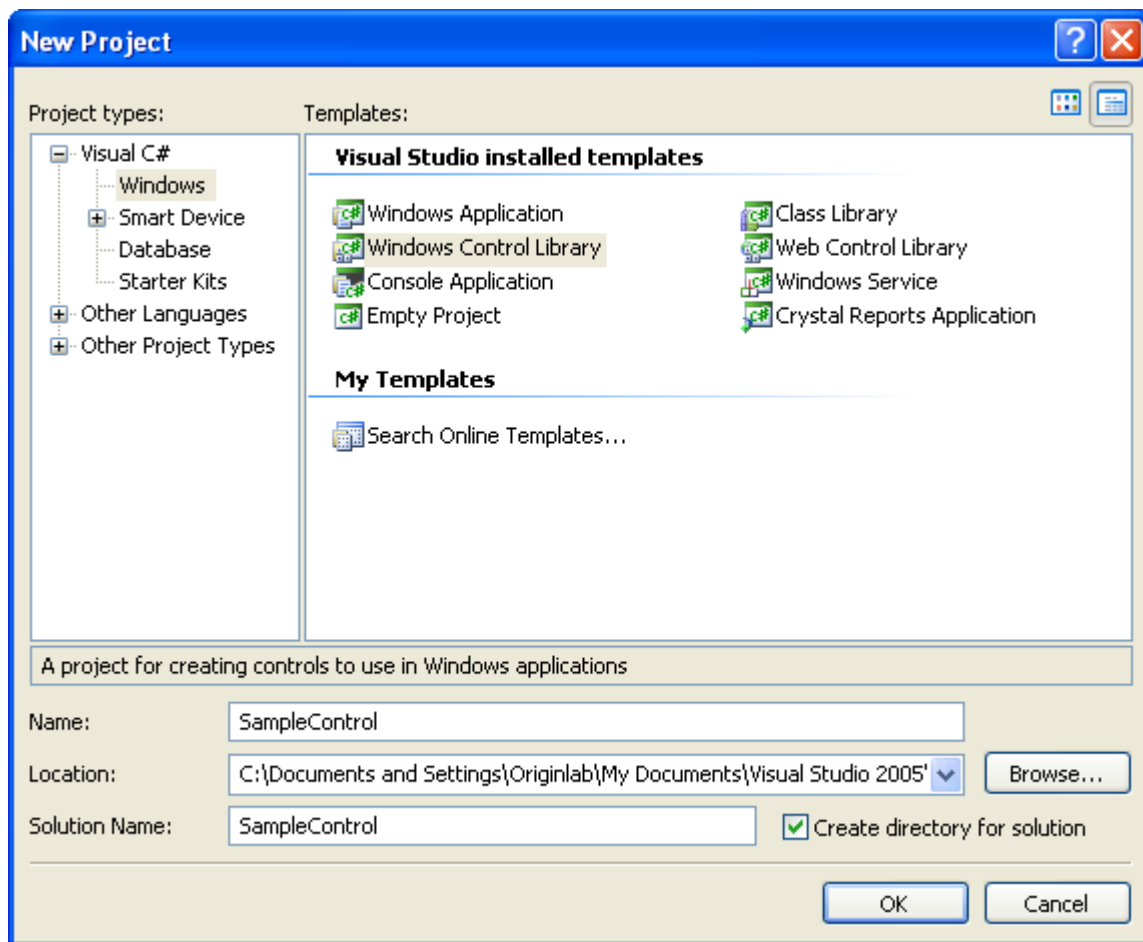 New Project
Project types:
Templates:
Visual C#
Windows
Smart Device
Database
Starter Kits
Other Languages
Other Project Types
Visual Studio installed templates
Windows Application
Windows Control Library
Console Application
Empty Project
Class Library
Web Control Library
Windows Service
Crystal Reports Application
My Templates
Search Online Templates...
A project for creating controls to use in Windows applications
Name: SampleControl
Location: C:\Documents and Settings\Originlab\My Documents\Visual Studio 2005' Browse...
Solution Name: SampleControl Create directory for solution
OK Cancel